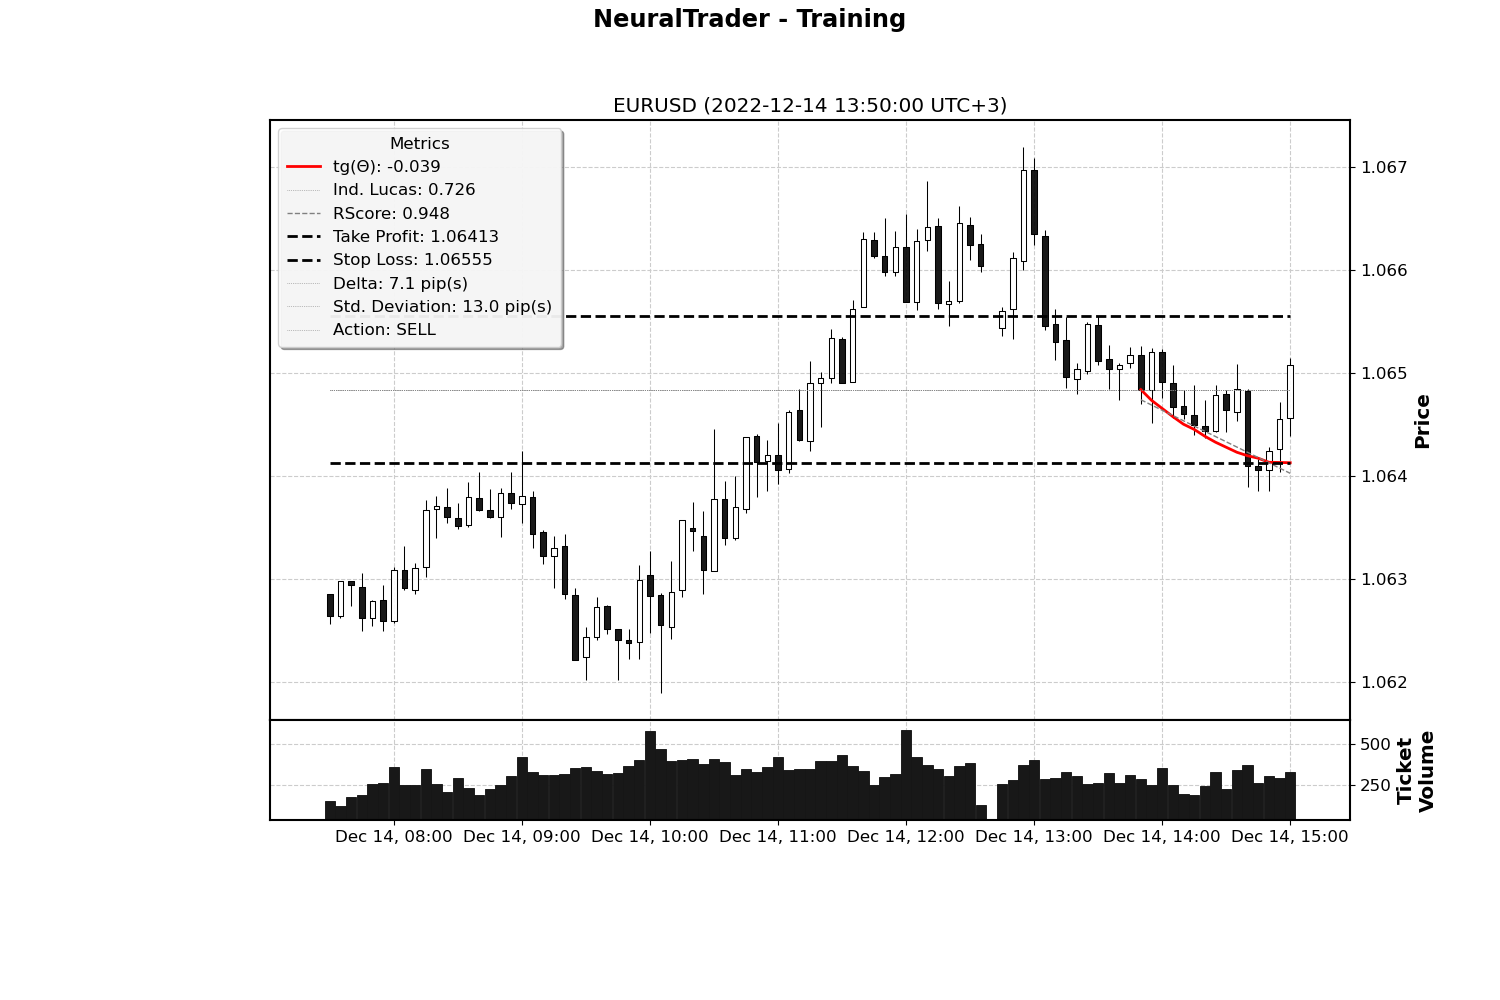 NeuralTrader - Training
EURUSD (2022-12-14 13:50:00 UTC+3)
Metrics
tg(Θ): -0.039
Ind. Lucas: 0.726
RScore: 0.948
Take Profit: 1.06413
Stop Loss: 1.06555
Delta: 7.1 pip(s)
Std. Deviation: 13.0 pip(s)
Action: SELL
1.067
1.066
1.065
1.064
1.063
1.062
Price
500
250
Ticket
Volume
Dec 14, 08:00
Dec 14, 09:00
Dec 14, 10:00
Dec 14, 11:00
Dec 14, 12:00
Dec 14, 13:00
Dec 14, 14:00
Dec 14, 15:00